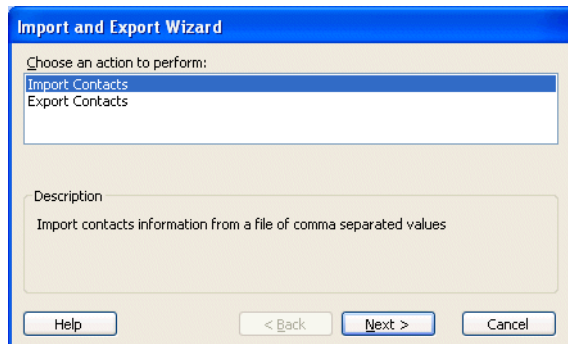 Import and Export Wizard
Choose an action to perform:
Import Contacts
Export Contacts
Description
Import contacts information from a file of comma separated values
Help
< Back
Next >
Cancel